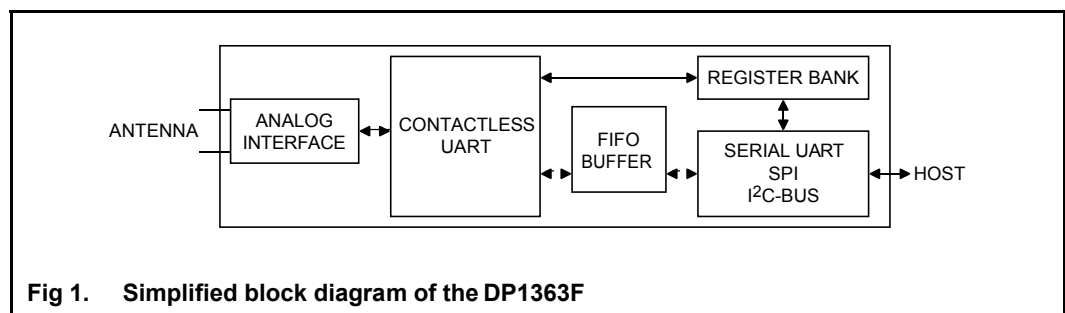 REGISTER BANK
ANTENNA
ANALOG
INTERFACE
CONTACTLESS
UART
FIFO
BUFFER
SERIAL UART
SPI
I²C-BUS
HOST
Fig 1. Simplified block diagram of the DP1363F